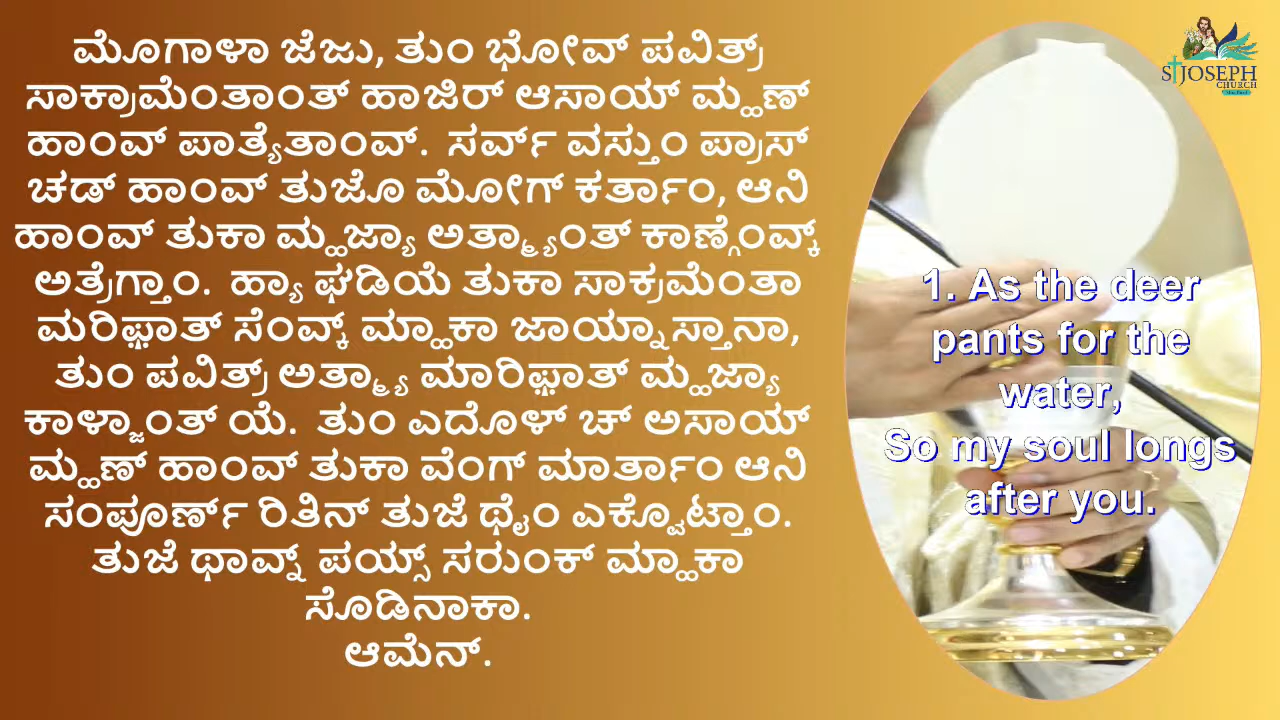 ಮೊಗಾಳಾ ಜೆಜು, ತುಂ ಭೋವ್ ಪವಿತ್ರ್
ಸಾಕ್ರಾಮೆಂತಾಂತ್ ಹಾಜಿರ್ ಆಸಾಯ್ ಮ್ಹಣ್
ಹಾಂವ್ ಪಾತ್ಯೆತಾಂವ್. ಸರ್ವ್ ವಸ್ತುಂ ಪ್ರಾಸ್
ಚಡ್ ಹಾಂವ್ ತುಜೊ ಮೋಗ್ ಕರ್ತಾಂ, ಆನಿ
ಹಾಂವ್ ತುಕಾ ಮ್ಹಜ್ಯಾ ಅತ್ಮ್ಯಾಂತ್ ಕಾಣ್ಗೆಂವ್ಕ್
ಅತ್ರೆಗ್ತಾಂ. ಹ್ಯಾ ಘಡಿಯೆ ತುಕಾ ಸಾಕ್ರಮೆಂತಾ
ಮರಿಫ಼ಾತ್ ಸೆಂವ್ಕ್ ಮ್ಹಾಕಾ ಜಾಯ್ನಾಸ್ತಾನಾ,
ತುಂ ಪವಿತ್ರ್ ಅತ್ಮ್ಯಾ ಮಾರಿಫ಼ಾತ್ ಮ್ಹಜ್ಯಾ
ಕಾಳ್ಜಾಂತ್ ಯೆ. ತುಂ ಎದೊಳ್ ಚ್ ಅಸಾಯ್
ಮ್ಹಣ್ ಹಾಂವ್ ತುಕಾ ವೆಂಗ್ ಮಾರ್ತಾಂ ಆನಿ
ಸಂಪೂರ್ಣ್ ರಿತಿನ್ ತುಜೆ ಥೈಂ ಎಕ್ವೊಟ್ತಾಂ.
ತುಜೆ ಥಾವ್ನ್ ಪಯ್ಸ್ ಸರುಂಕ್ ಮ್ಹಾಕಾ
ಸೊಡಿನಾಕಾ.
ಆಮೆನ್.
ST JOSEPH
CHURCH
1. As the deer
pants for the
water,
So my soul longs
after you.